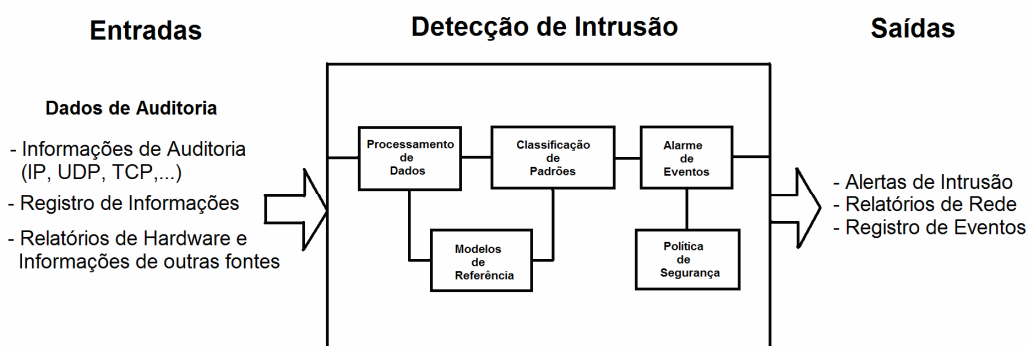 Entradas
Detecção de Intrusão
Saídas
Dados de Auditoria
- Informações de Auditoria
(IP, UDP, TCP,...)
- Registro de Informações
- Relatórios de Hardware e
Informações de outras fontes
Processamento
de
Dados
Classificação
de
Padrões
Alarme
de
Eventos
Modelos
de
Referência
Política
de
Segurança
- Alertas de Intrusão
- Relatórios de Rede
- Registro de Eventos